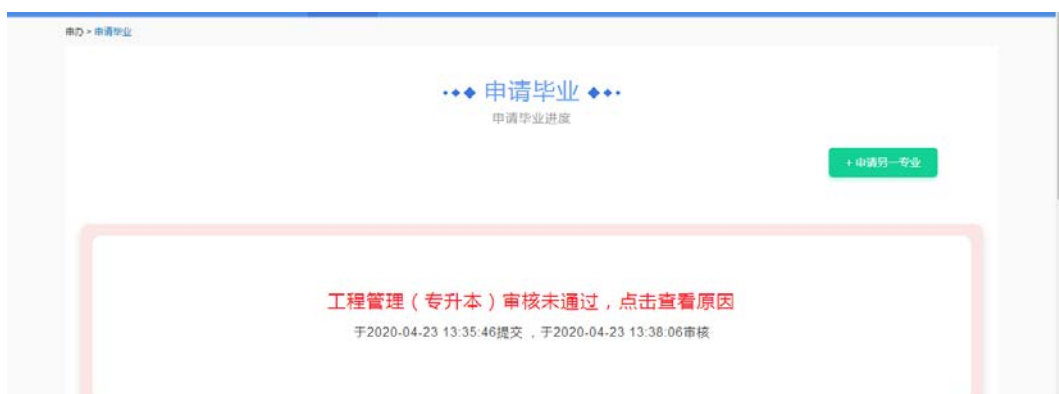 申办 > 申请毕业
申请毕业
申请毕业进度
+ 申请另一专业
工程管理（专升本）审核未通过，点击查看原因
于2020-04-23 13:35:46提交 ，于2020-04-23 13:38:06审核